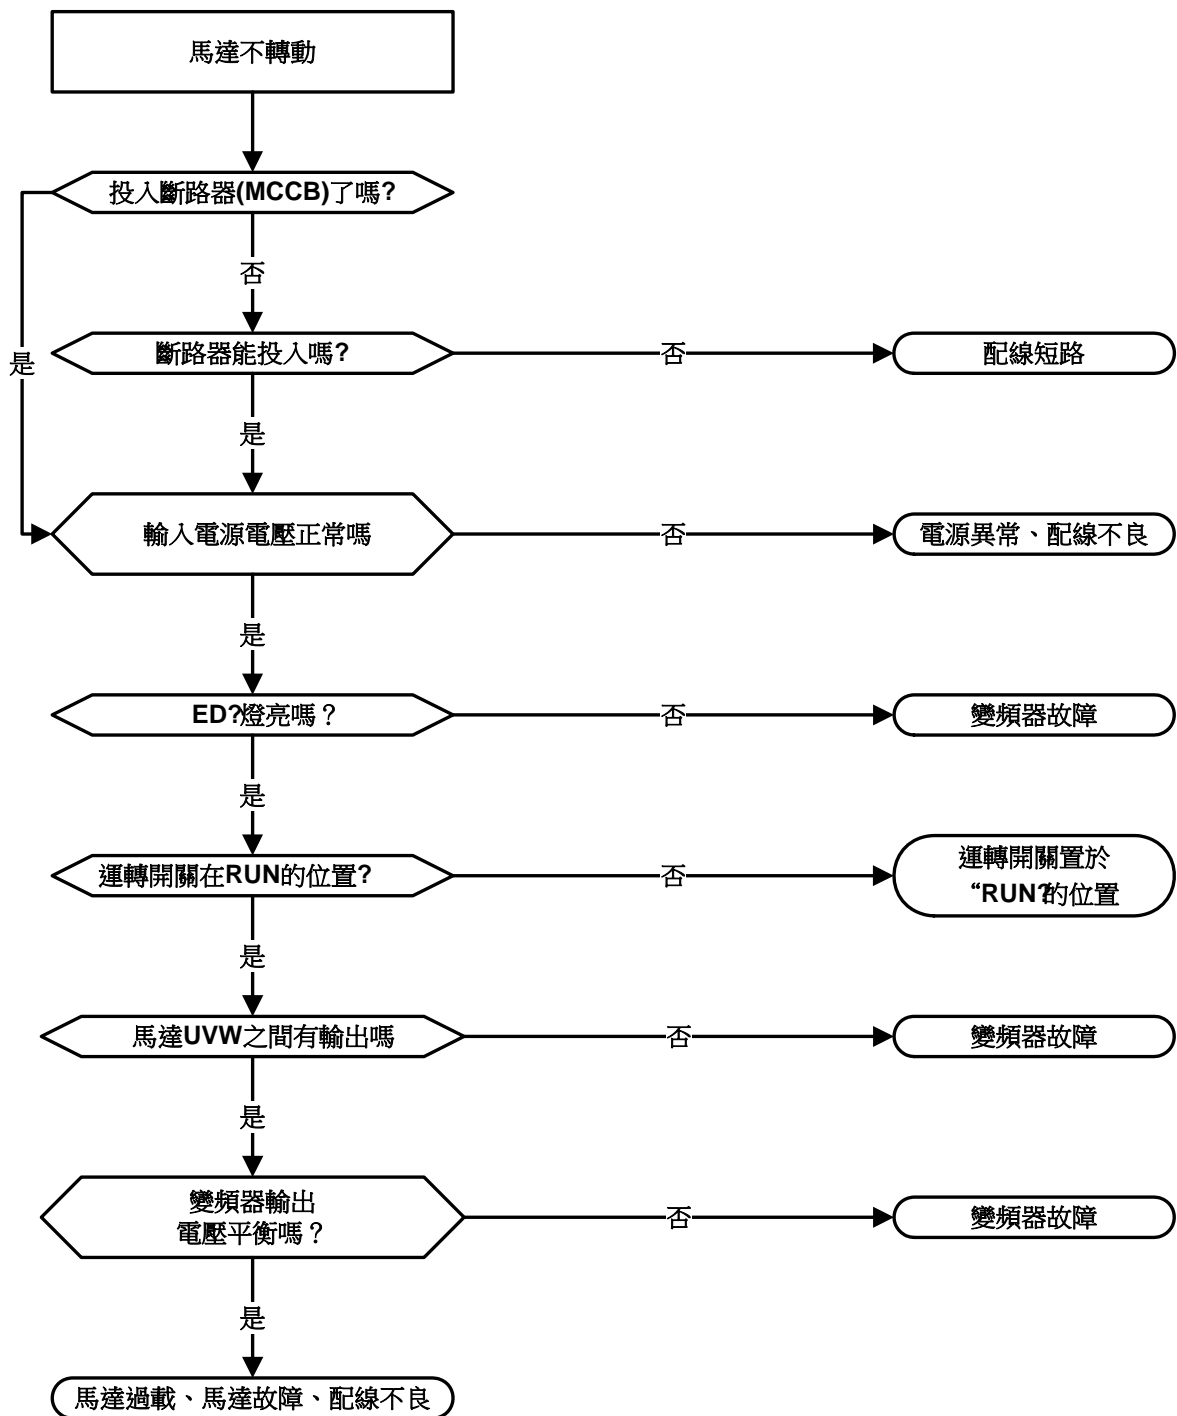 馬達不轉動
投入斷路器(MCCB)了嗎?
否
斷路器能投入嗎?
否
配線短路
是
是
輸入電源電壓正常嗎
否
電源異常、配線不良
是
ED?燈亮嗎？
否
變頻器故障
是
運轉開關在RUN的位置?
否
運轉開關置於
“RUN?的位置
是
馬達UVW之間有輸出嗎
否
變頻器故障
是
變頻器輸出
電壓平衡嗎？
否
變頻器故障
是
馬達過載、馬達故障、配線不良